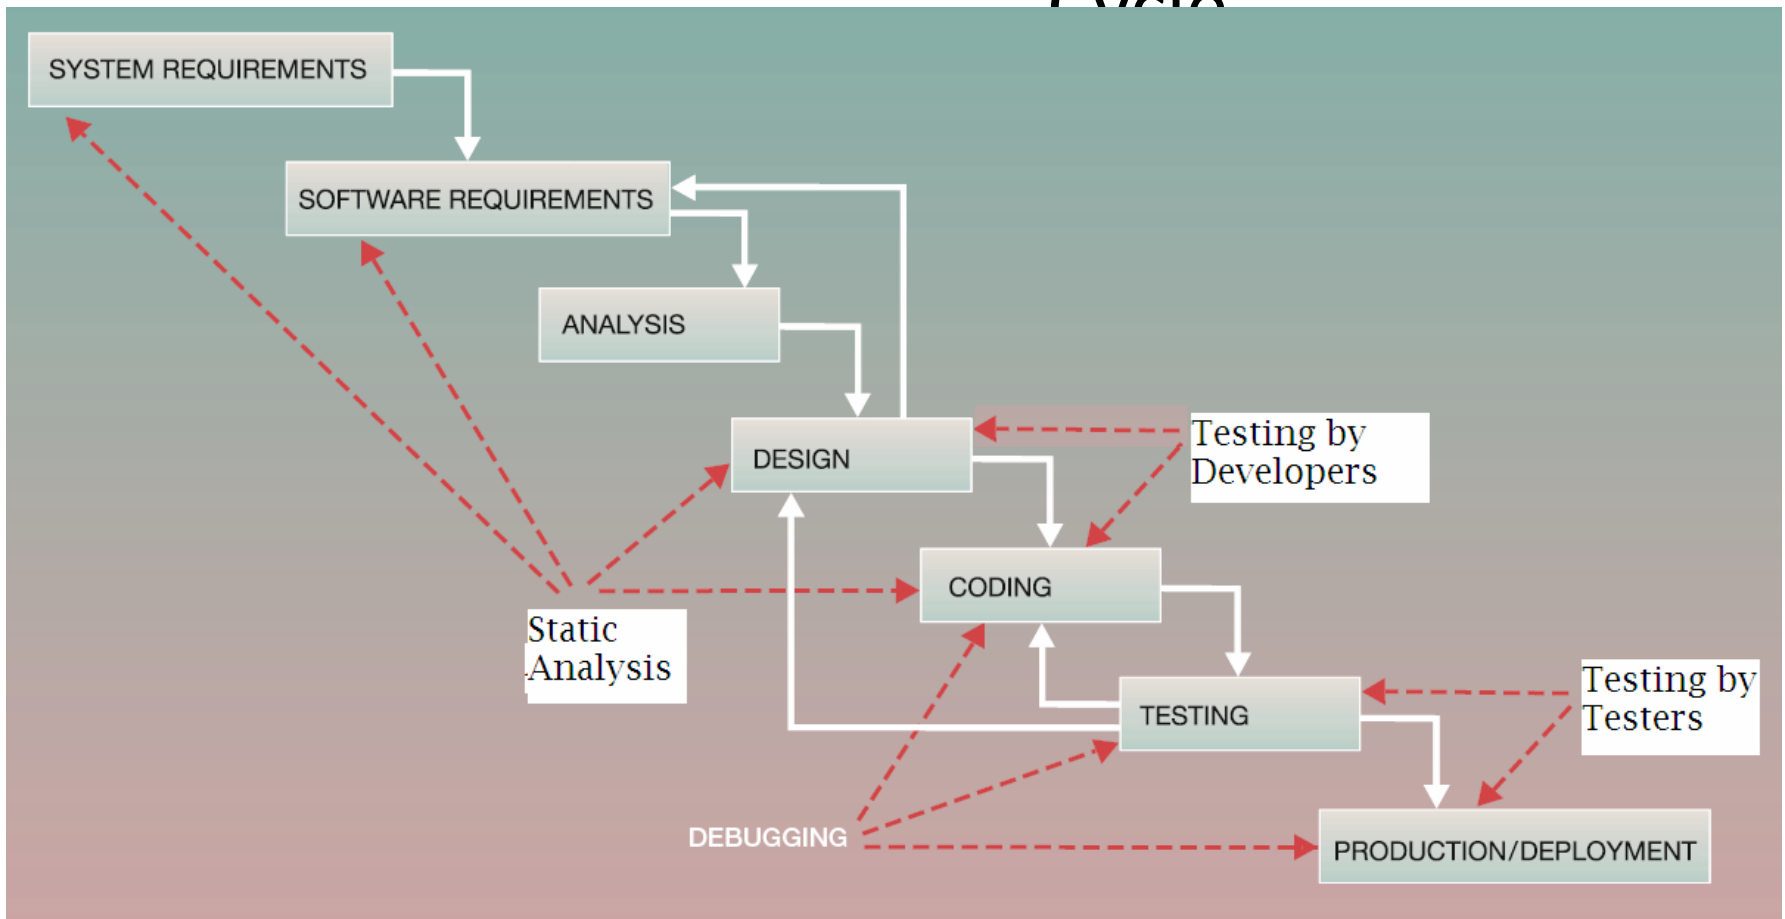 Cycle
SYSTEM REQUIREMENTS
SOFTWARE REQUIREMENTS
ANALYSIS
DESIGN
Testing by
Developers
CODING
Static
Analysis
TESTING
Testing by
Testers
DEBUGGING
PRODUCTION/DEPLOYMENT